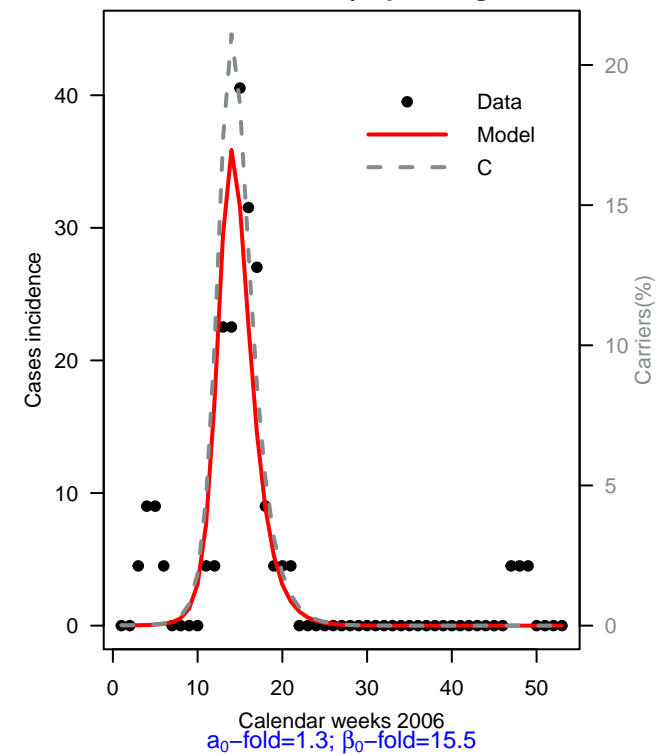 Data
Model
C
Cases incidence
0
10
20
30
40
Carriers(%)
0
5
10
15
20
0 10 20 30 40 50
Calendar weeks 2006
a₀−fold=1.3; β₀−fold=15.5